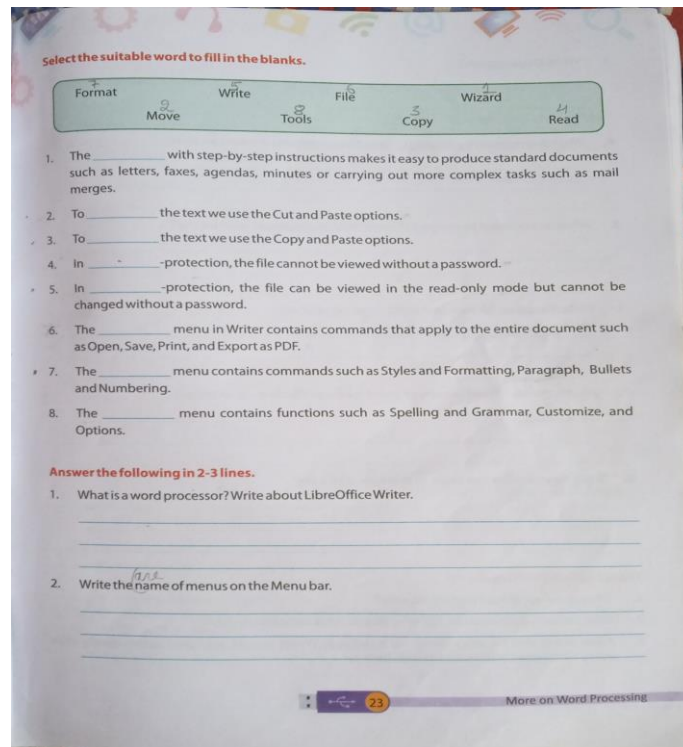 Select the suitable word to fill in the blanks.
7 5 6 1
Format Write File Wizard
2 8 3 4
Move Tools Copy Read
1. The ____________ with step-by-step instructions makes it easy to produce standard documents
such as letters, faxes, agendas, minutes or carrying out more complex tasks such as mail
merges.
2. To ____________ the text we use the Cut and Paste options.
3. To ____________ the text we use the Copy and Paste options.
4. In ____________ -protection, the file cannot be viewed without a password.
5. In ____________ -protection, the file can be viewed in the read-only mode but cannot be
changed without a password.
6. The ____________ menu in Writer contains commands that apply to the entire document such
as Open, Save, Print, and Export as PDF.
7. The ____________ menu contains commands such as Styles and Formatting, Paragraph, Bullets
and Numbering.
8. The ____________ menu contains functions such as Spelling and Grammar, Customize, and
Options.
Answer the following in 2-3 lines.
1. What is a word processor? Write about LibreOffice Writer.
2. Write the name of menus on the Menu bar.
23 More on Word Processing